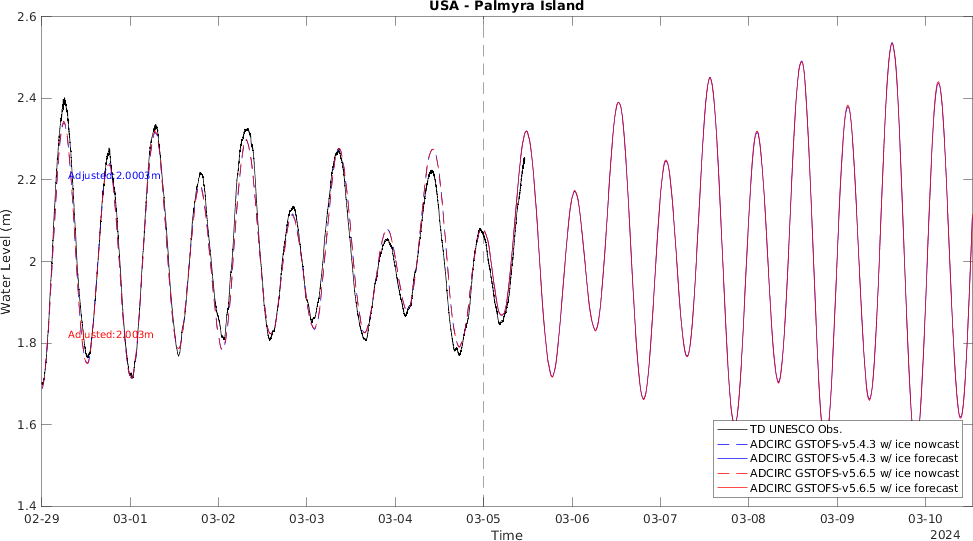 USA - Palmyra Island
2.6
2.4
2.2
2
1.8
1.6
1.4
Water Level (m)
Adjusted:2.0003m
Adjusted:2.003m
TD UNESCO Obs.
ADCIRC GSTOFS-v5.4.3 w/ ice nowcast
ADCIRC GSTOFS-v5.4.3 w/ ice forecast
ADCIRC GSTOFS-v5.6.5 w/ ice nowcast
ADCIRC GSTOFS-v5.6.5 w/ ice forecast
02-29 03-01 03-02 03-03 03-04 03-05 03-06 03-07 03-08 03-09 03-10
Time
2024